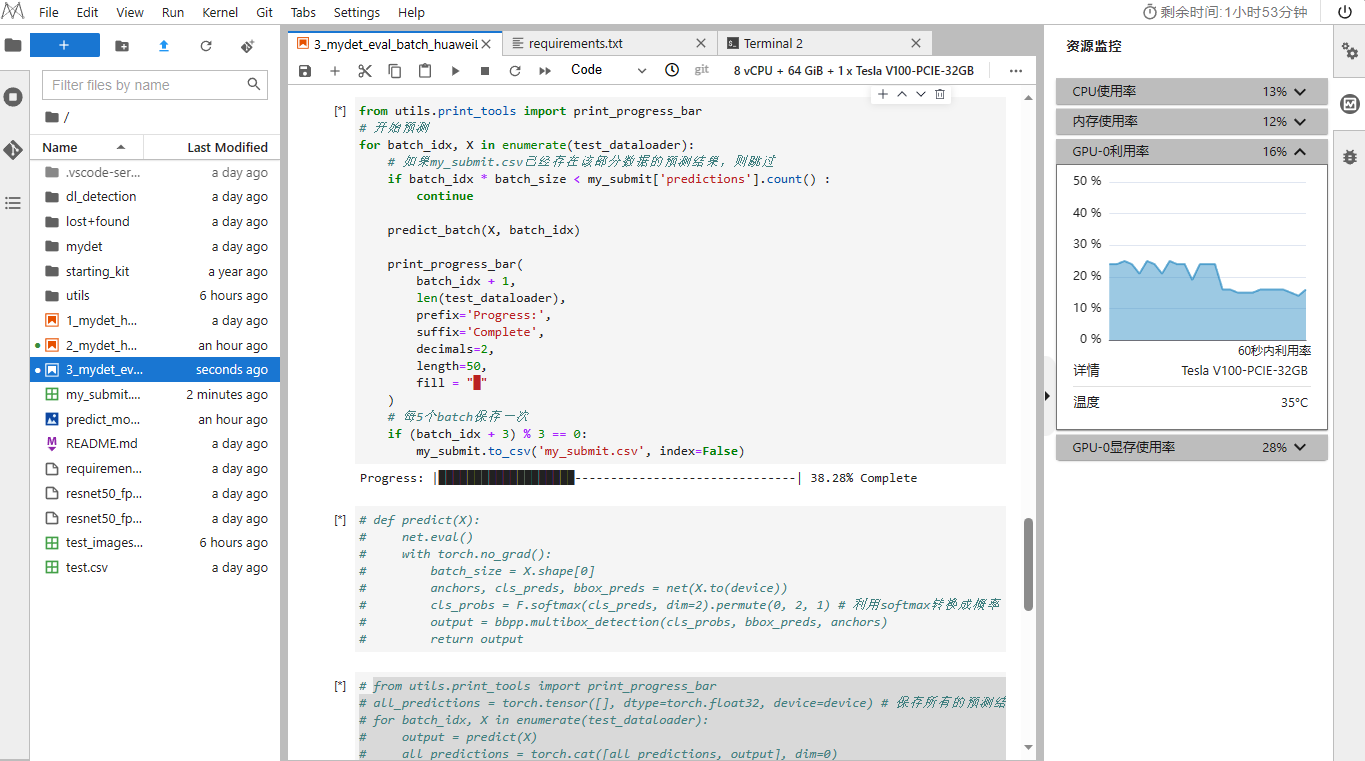 File Edit View Run Kernel Git Tabs Settings Help
剩余时间:1小时53分钟
+
Filter files by name
/
Name Last Modified
.vscode-ser... a day ago
dl_detection a day ago
lost+found a day ago
mydet a day ago
starting_kit a year ago
utils 6 hours ago
1_mydet_h... a day ago
2_mydet_h... an hour ago
3_mydet_ev... seconds ago
my_submit.... 2 minutes ago
predict_mo... an hour ago
README.md a day ago
requiremen... a day ago
resnet50_fp... a day ago
resnet50_fp... a day ago
test_images... 6 hours ago
test.csv a day ago
3_mydet_eval_batch_huaweil
requirements.txt
Terminal 2
Code
git
8 vCPU + 64 GiB + 1 x Tesla V100-PCIE-32GB
[*]
from utils.print_tools import print_progress_bar
# 开始预测
for batch_idx, X in enumerate(test_dataloader):
    # 如果my_submit.csv已经存在该部分数据的预测结果，则跳过
    if batch_idx * batch_size < my_submit['predictions'].count() :
        continue
    predict_batch(X, batch_idx)
    print_progress_bar(
        batch_idx + 1,
        len(test_dataloader),
        prefix='Progress:',
        suffix='Complete',
        decimals=2,
        length=50,
        fill = "█"
    )
    # 每5个batch保存一次
    if (batch_idx + 3) % 3 == 0:
        my_submit.to_csv('my_submit.csv', index=False)
Progress: |███████████████████-------------------------------| 38.28% Complete
[*]
# def predict(X):
#     net.eval()
#     with torch.no_grad():
#         batch_size = X.shape[0]
#         anchors, cls_preds, bbox_preds = net(X.to(device))
#         cls_probs = F.softmax(cls_preds, dim=2).permute(0, 2, 1) # 利用softmax转换成概率
#         output = bbpp.multibox_detection(cls_probs, bbox_preds, anchors)
#         return output
[*]
# from utils.print_tools import print_progress_bar
# all_predictions = torch.tensor([], dtype=torch.float32, device=device) # 保存所有的预测结
# for batch_idx, X in enumerate(test_dataloader):
#     output = predict(X)
#     all_predictions = torch.cat([all_predictions, output], dim=0)
资源监控
CPU使用率 13%
内存使用率 12%
GPU-0利用率 16%
50 %
40 %
30 %
20 %
10 %
0 %
60秒内利用率
详情 Tesla V100-PCIE-32GB
温度 35°C
GPU-0显存使用率 28%